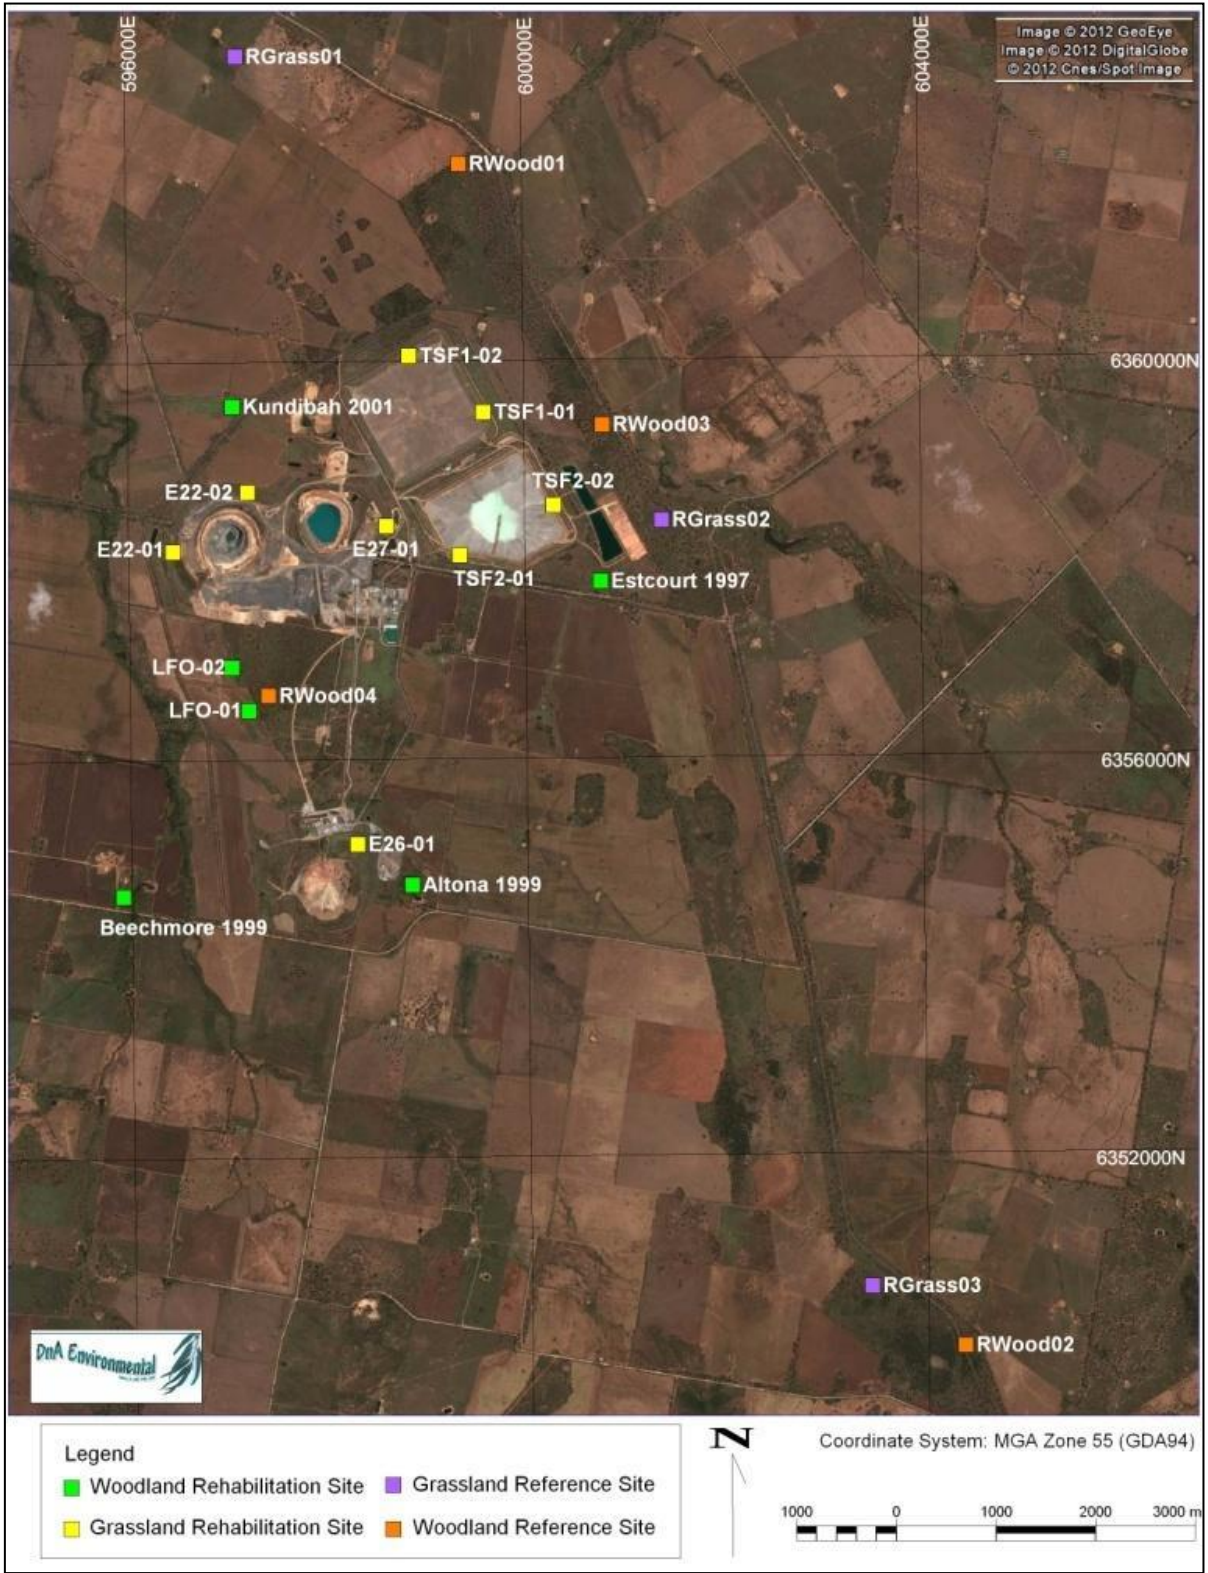 596000E
600000E
604000E
Image © 2012 GeoEye
Image © 2012 DigitalGlobe
© 2012 Cnes/Spot Image
RGrass01
RWood01
TSF1-02
6360000N
Kundibah 2001
TSF1-01
RWood03
TSF2-02
E22-02
RGrass02
E22-01
E27-01
TSF2-01
Estcourt 1997
LFO-02
RWood04
LFO-01
6356000N
E26-01
Altona 1999
Beechmore 1999
6352000N
RGrass03
RWood02
DnA Environmental
Legend
Woodland Rehabilitation Site
Grassland Reference Site
Grassland Rehabilitation Site
Woodland Reference Site
N
Coordinate System: MGA Zone 55 (GDA94)
1000 0 1000 2000 3000 m